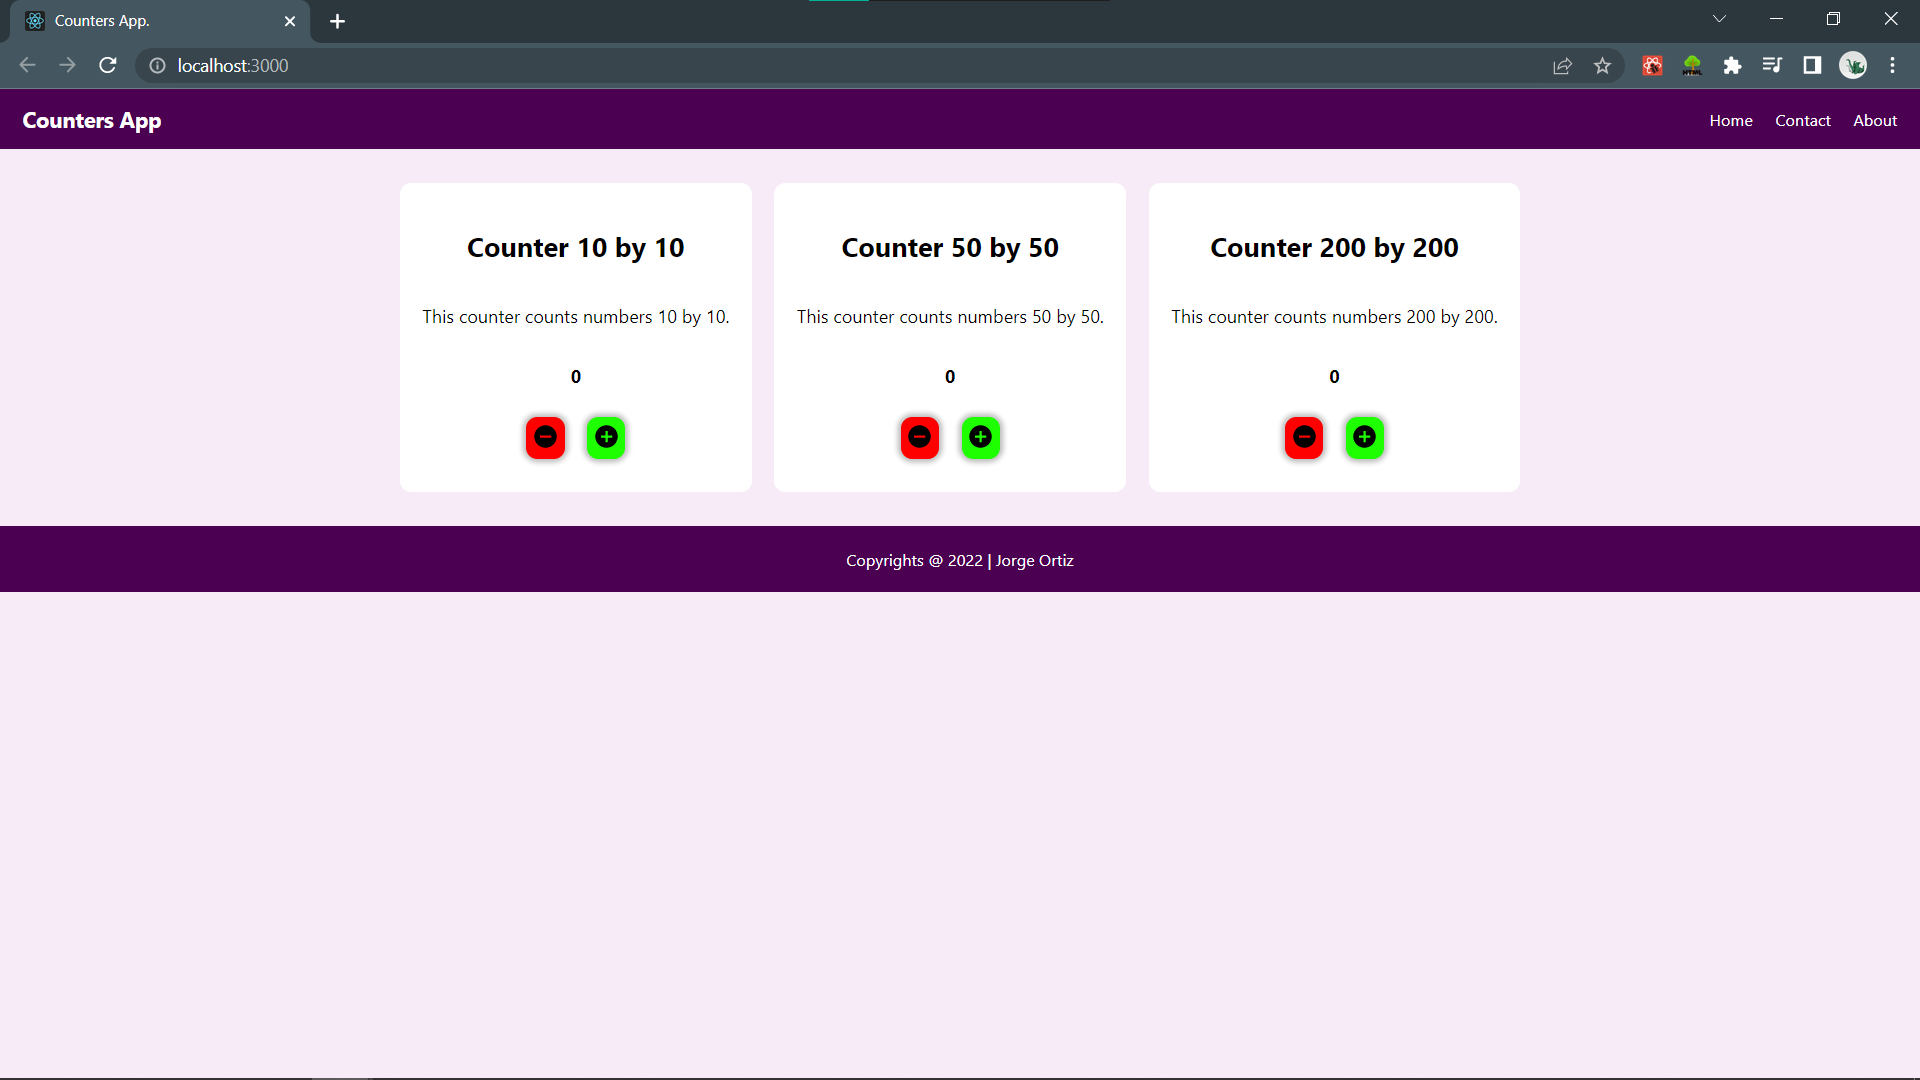 Counters App.
localhost:3000
HTML
Counters App
Home Contact About
Counter 10 by 10
This counter counts numbers 10 by 10.
0
Counter 50 by 50
This counter counts numbers 50 by 50.
0
Counter 200 by 200
This counter counts numbers 200 by 200.
0
Copyrights @ 2022 | Jorge Ortiz